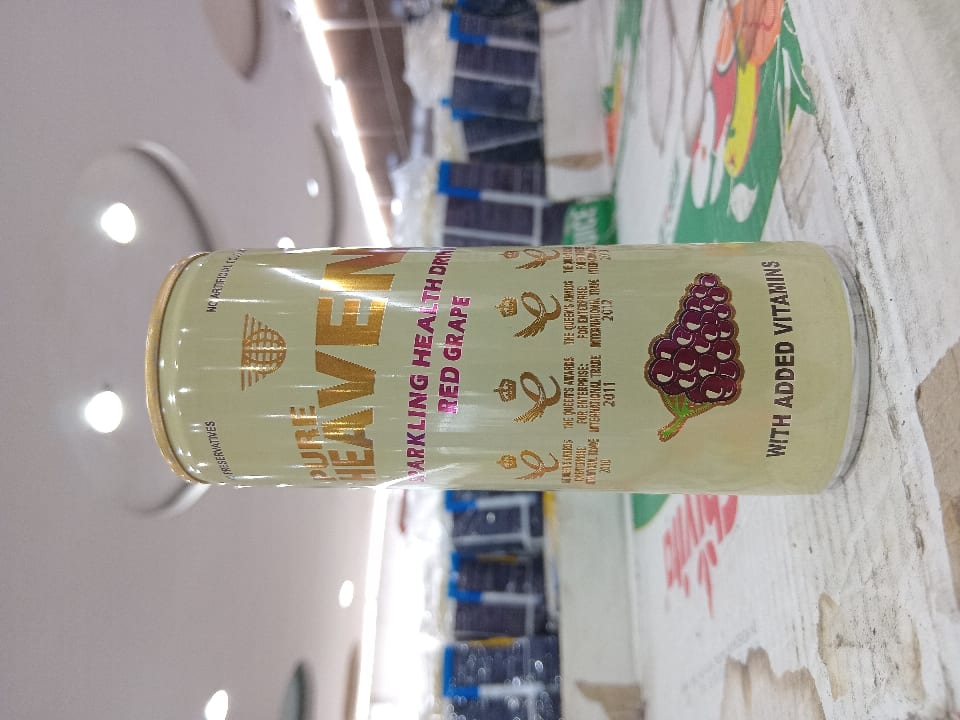 PRESERVATIVES
NO ARTIFICIAL
PURE
HEAVEN
SPARKLING HEALTH DRINK
RED GRAPE
THE QUEEN'S AWARDS
FOR ENTERPRISE:
INTERNATIONAL TRADE
2011
THE QUEEN'S AWARDS
FOR ENTERPRISE:
INTERNATIONAL TRADE
2012
WITH ADDED VITAMINS